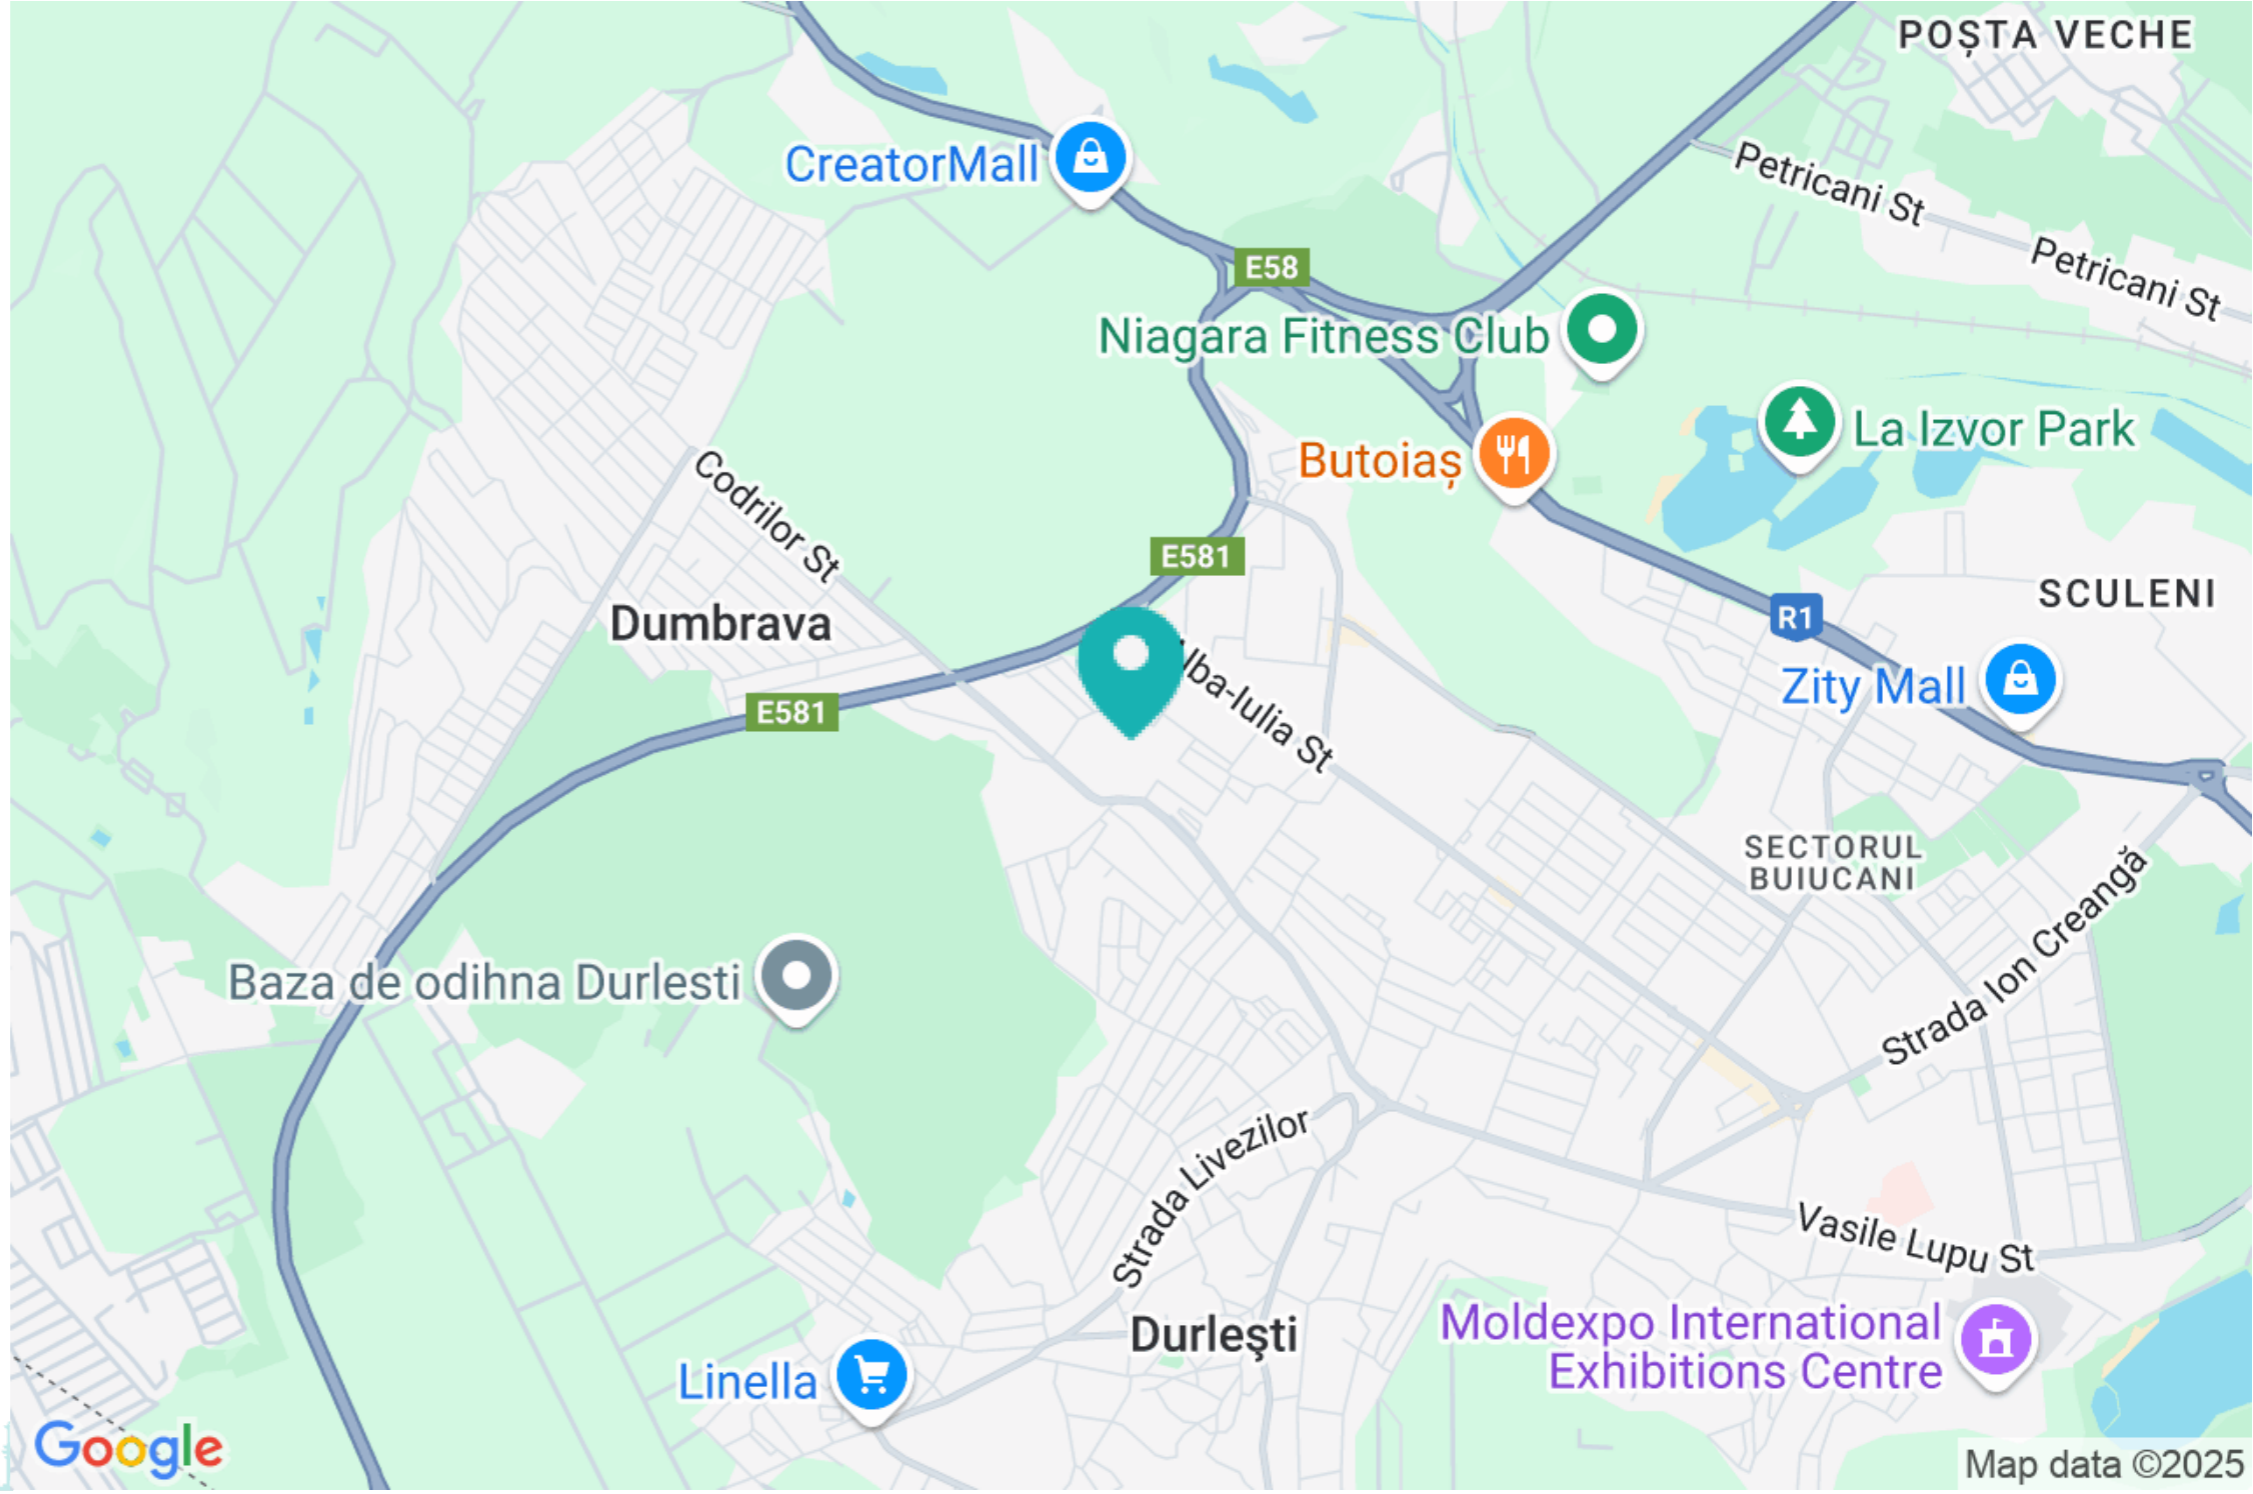 POȘTA VECHE
CreatorMall
Petricani St
Petricani St
E58
Niagara Fitness Club
La Izvor Park
Butoiaș
Codrilor St
E581
SCULENI
Dumbrava
R1
lba-Iulia St
Zity Mall
E581
SECTORUL
BUIUCANI
Strada Ion Creangă
Baza de odihna Durlesti
Strada Livezilor
Vasile Lupu St
Durleşti
Moldexpo International
Exhibitions Centre
Linella
Google
Map data ©2025